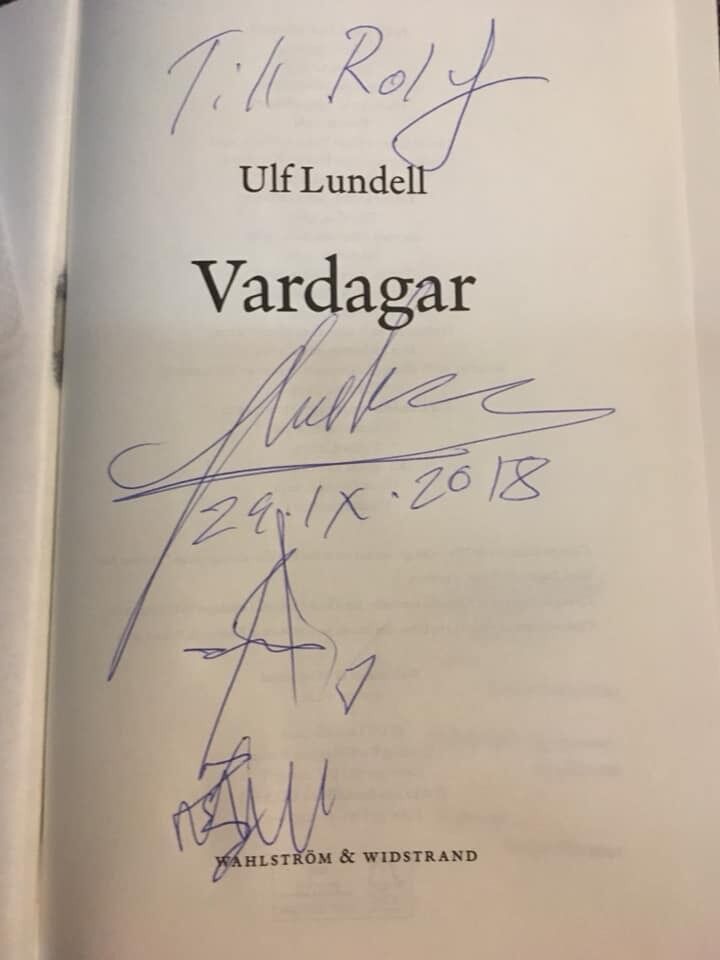 Till Rolf
Ulf Lundell
Vardagar
29.IX.2018
WAHLSTRÖM & WIDSTRAND